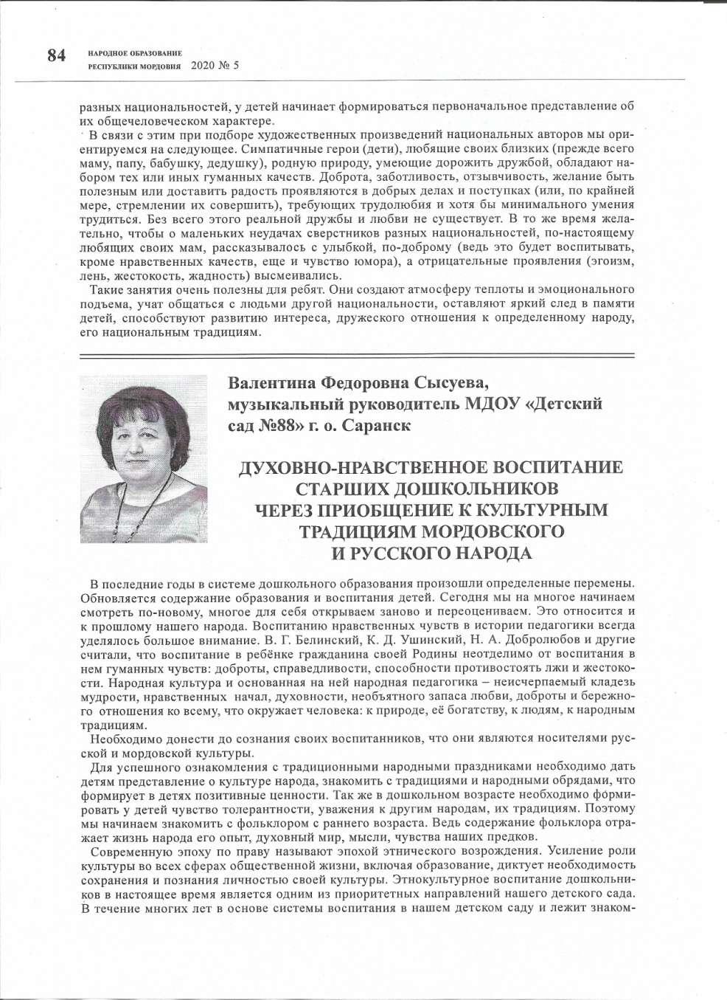 84
НАРОДНОЕ ОБРАЗОВАНИЕ
РЕСПУБЛИКИ МОРДОВИЯ 2020 № 5
разных национальностей, у детей начинает формироваться первоначальное представление об
их общечеловеческом характере.
В связи с этим при подборе художественных произведений национальных авторов мы ори-
ентируемся на следующее. Симпатичные герои (дети), любящие своих близких (прежде всего
маму, папу, бабушку, дедушку), родную природу, умеющие дорожить дружбой, обладают на-
бором тех или иных гуманных качеств. Доброта, заботливость, отзывчивость, желание быть
полезным или доставить радость проявляются в добрых делах и поступках (или, по крайней
мере, стремлении их совершить), требующих трудолюбия и хотя бы минимального умения
трудиться. Без всего этого реальной дружбы и любви не существует. В то же время жела-
тельно, чтобы о маленьких неудачах сверстников разных национальностей, по-настоящему
любящих своих мам, рассказывалось с улыбкой, по-доброму (ведь это будет воспитывать,
кроме нравственных качеств, еще и чувство юмора), а отрицательные проявления (эгоизм,
лень, жестокость, жадность) высмеивались.
Такие занятия очень полезны для ребят. Они создают атмосферу теплоты и эмоционального
подъема, учат общаться с людьми другой национальности, оставляют яркий след в памяти
детей, способствуют развитию интереса, дружеского отношения к определенному народу,
его национальным традициям.
Валентина Федоровна Сысуева,
музыкальный руководитель МДОУ «Детский
сад №88» г. о. Саранск
ДУХОВНО-НРАВСТВЕННОЕ ВОСПИТАНИЕ
СТАРШИХ ДОШКОЛЬНИКОВ
ЧЕРЕЗ ПРИОБЩЕНИЕ К КУЛЬТУРНЫМ
ТРАДИЦИЯМ МОРДОВСКОГО
И РУССКОГО НАРОДА
В последние годы в системе дошкольного образования произошли определенные перемены.
Обновляется содержание образования и воспитания детей. Сегодня мы на многое начинаем
смотреть по-новому, многое для себя открываем заново и переоцениваем. Это относится и
к прошлому нашего народа. Воспитанию нравственных чувств в истории педагогики всегда
уделялось большое внимание. В. Г. Белинский, К. Д. Ушинский, Н. А. Добролюбов и другие
считали, что воспитание в ребёнке гражданина своей Родины неотделимо от воспитания в
нем гуманных чувств: доброты, справедливости, способности противостоять лжи и жестоко-
сти. Народная культура и основанная на ней народная педагогика – неисчерпаемый кладезь
мудрости, нравственных начал, духовности, необъятного запаса любви, доброты и бережно-
го отношения ко всему, что окружает человека: к природе, её богатству, к людям, к народным
традициям.
Необходимо донести до сознания своих воспитанников, что они являются носителями рус-
ской и мордовской культуры.
Для успешного ознакомления с традиционными народными праздниками необходимо дать
детям представление о культуре народа, знакомить с традициями и народными обрядами, что
формирует в детях позитивные ценности. Так же в дошкольном возрасте необходимо форми-
ровать у детей чувство толерантности, уважения к другим народам, их традициям. Поэтому
мы начинаем знакомить с фольклором с раннего возраста. Ведь содержание фольклора отра-
жает жизнь народа его опыт, духовный мир, мысли, чувства наших предков.
Современную эпоху по праву называют эпохой этнического возрождения. Усиление роли
культуры во всех сферах общественной жизни, включая образование, диктует необходимость
сохранения и познания личностью своей культуры. Этнокультурное воспитание дошкольни-
ков в настоящее время является одним из приоритетных направлений нашего детского сада.
В течение многих лет в основе системы воспитания в нашем детском саду и лежит знаком-